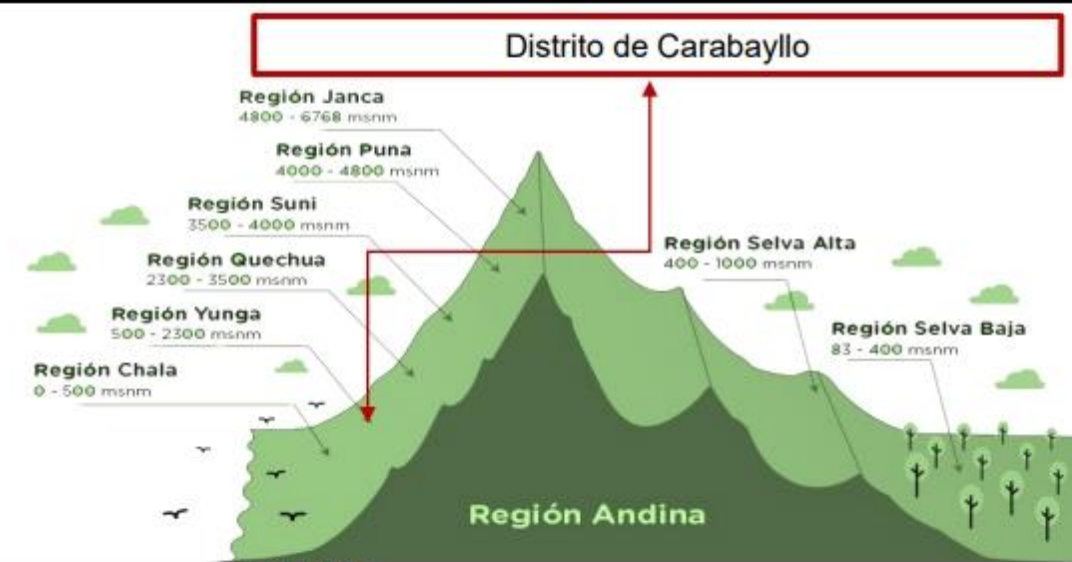 Distrito de Carabayllo
Región Janca
4800 - 6768 msnm
Región Puna
4000 - 4800 msnm
Región Suni
3500 - 4000 msnm
Región Quechua
2300 - 3500 msnm
Región Yunga
500 - 2300 msnm
Región Chala
0 - 500 msnm
Región Selva Alta
400 - 1000 msnm
Región Selva Baja
83 - 400 msnm
Región Andina